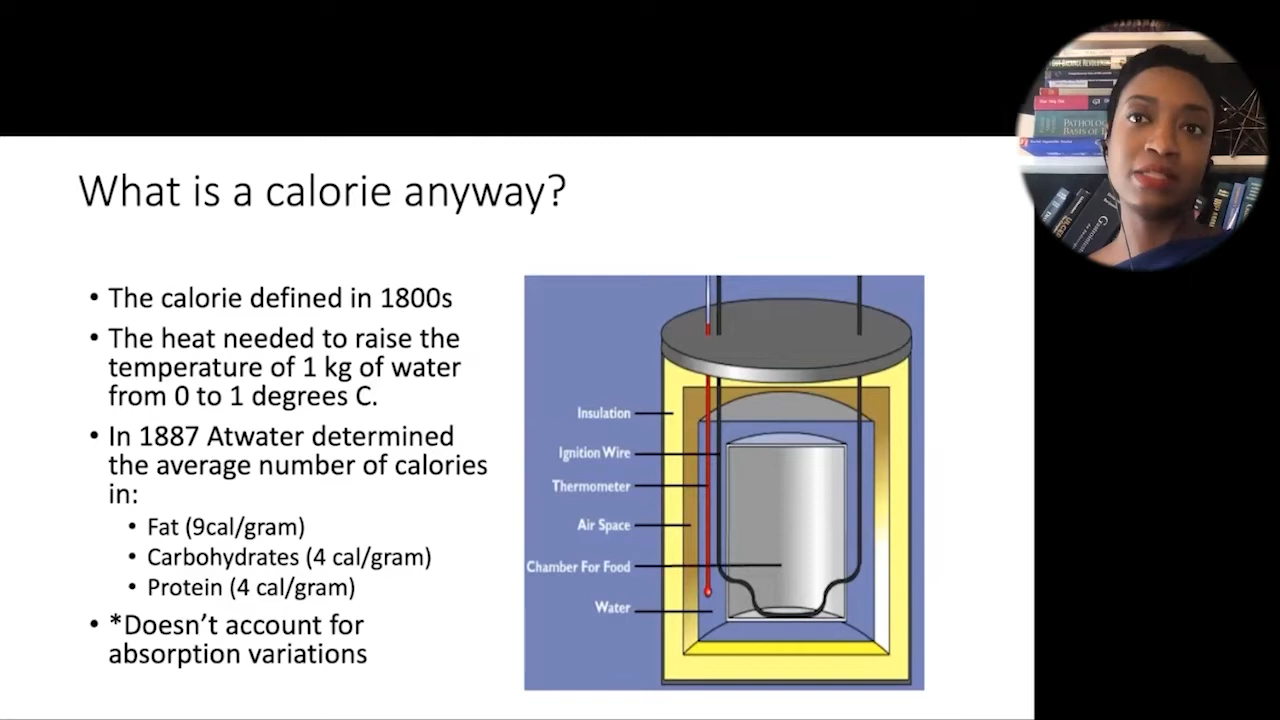 What is a calorie anyway?
• The calorie defined in 1800s
• The heat needed to raise the
temperature of 1 kg of water
from 0 to 1 degrees C.
• In 1887 Atwater determined
the average number of calories
in:
• Fat (9cal/gram)
• Carbohydrates (4 cal/gram)
• Protein (4 cal/gram)
• *Doesn't account for
absorption variations
Insulation
Ignition Wire
Thermometer
Air Space
Chamber For Food
Water
PATHOLO
BASIS OF